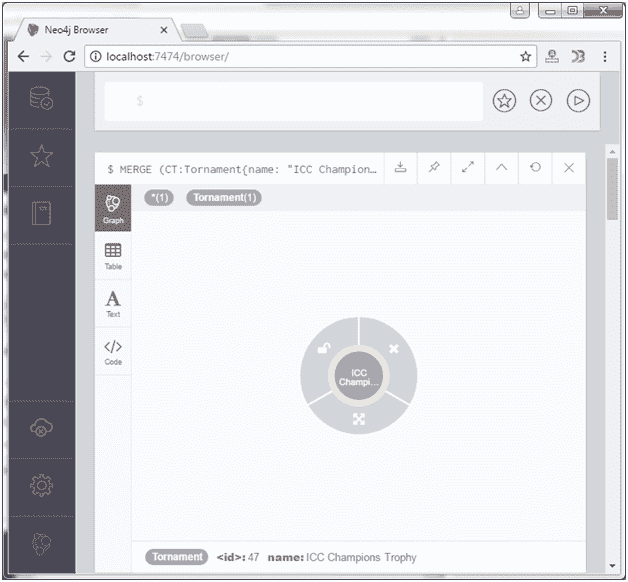 Neo4j Browser
localhost:7474/browser/
$
$ MERGE (CT:Tornament{name: "ICC Champion…
*(1) Tornament(1)
Graph
Table
A
Text
</>
Code
ICC
Champi...
Tornament <id>: 47 name: ICC Champions Trophy